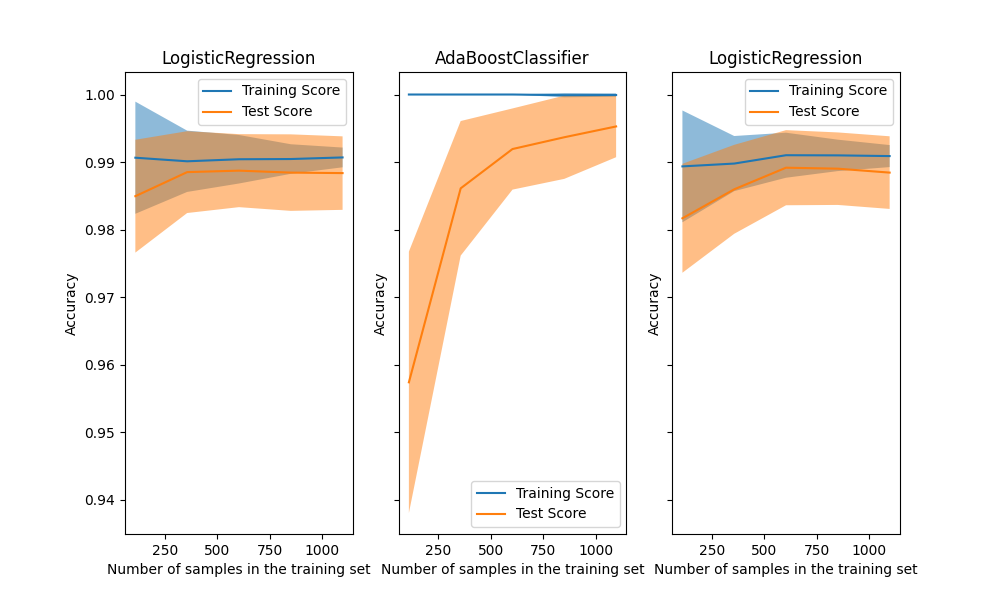 LogisticRegression
AdaBoostClassifier
LogisticRegression
Training Score
Test Score
Training Score
Test Score
Training Score
Test Score
Accuracy
Accuracy
Accuracy
1.00
0.99
0.98
0.97
0.96
0.95
0.94
250 500 750 1000
250 500 750 1000
250 500 750 1000
Number of samples in the training set
Number of samples in the training set
Number of samples in the training set